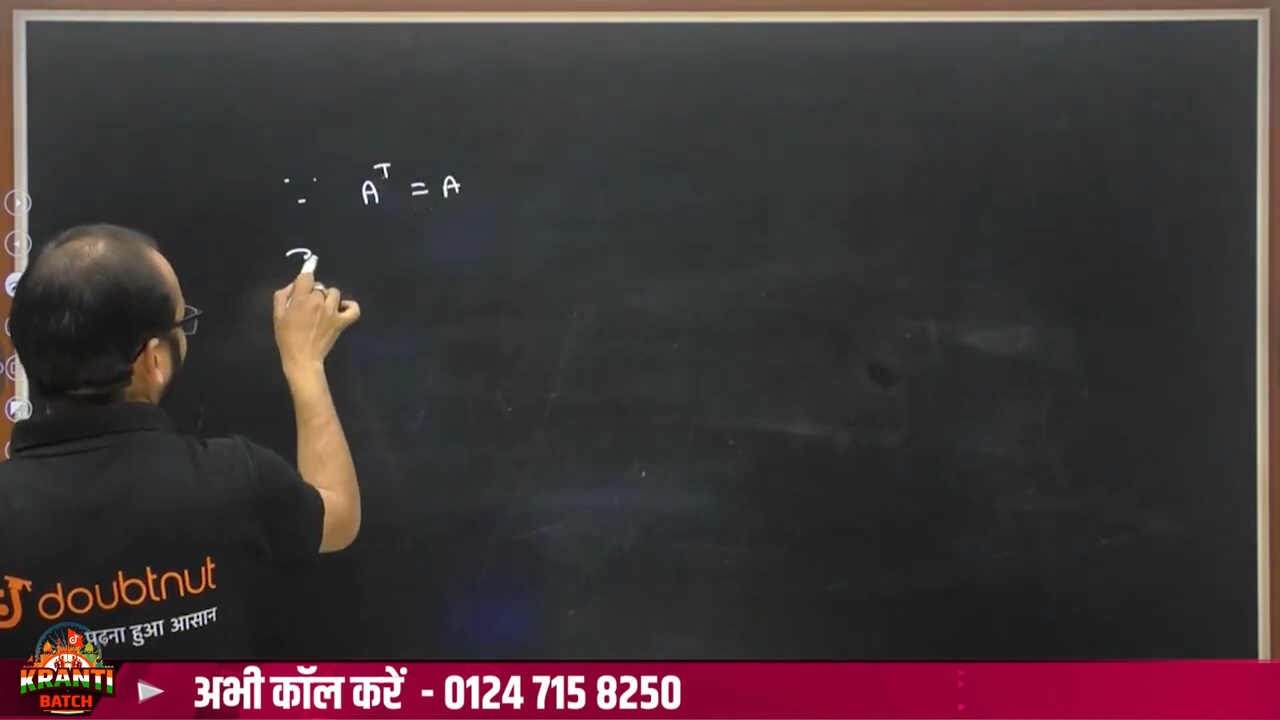 ∵ Aᵀ = A
doubtnut
पढ़ना हुआ आसान
KRANTI
BATCH
अभी कॉल करें - 0124 715 8250